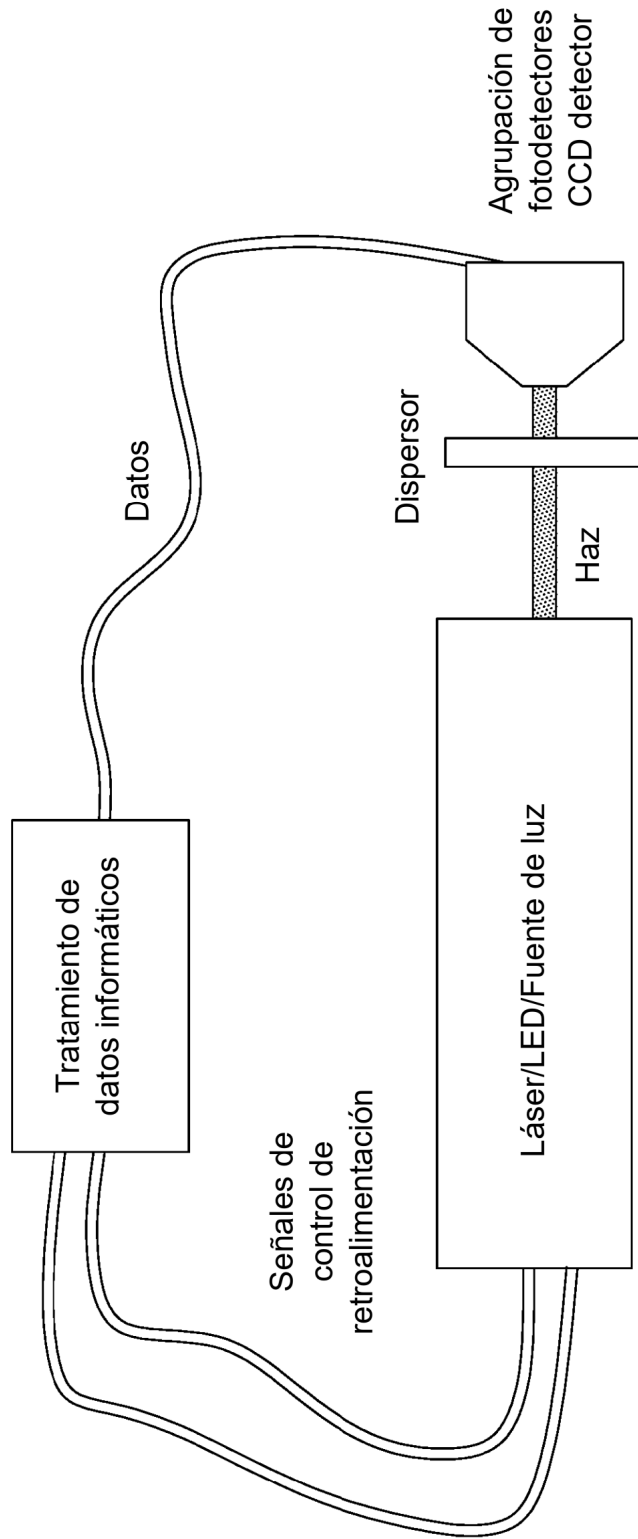 Tratamiento de
datos informáticos
Datos
Señales de
control de
retroalimentación
Láser/LED/Fuente de luz
Haz
Dispersor
Agrupación de
fotodetectores
CCD detector